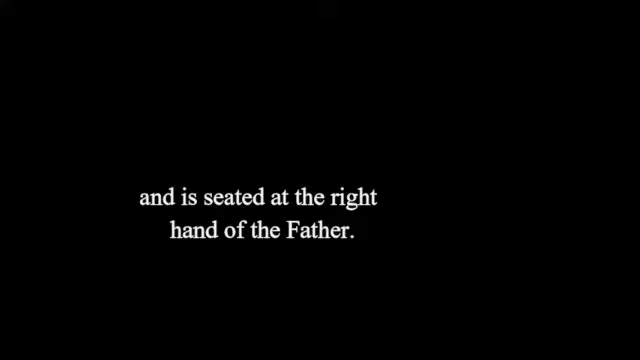 and is seated at the right
hand of the Father.